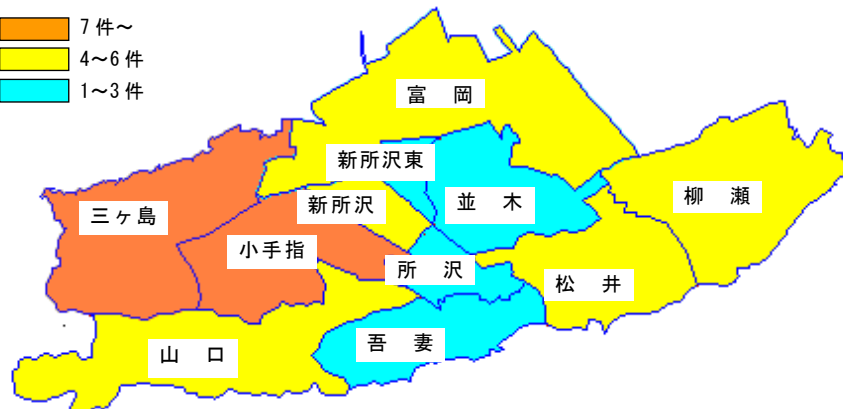 7件～
4～6件
1～3件
富　岡
新所沢東
柳　瀬
新所沢
並　木
三ヶ島
小手指
所　沢
松　井
吾　妻
山　口